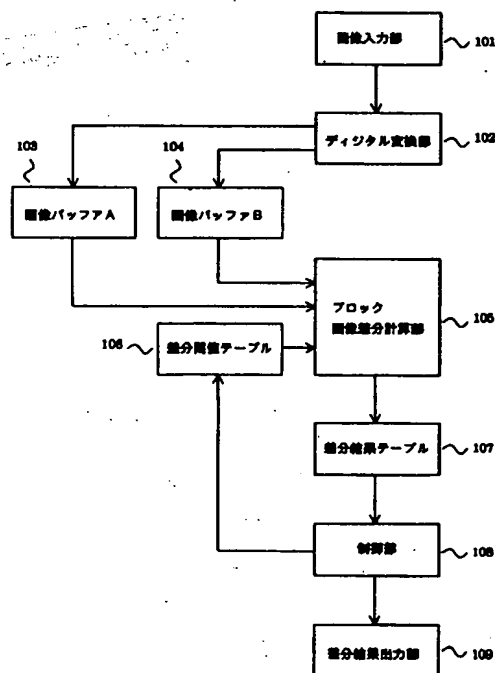 画像入力部
101
ディジタル変換部
102
103
104
画像バッファA
画像バッファB
ブロック
画像差分計算部
105
106
差分閾値テーブル
差分結果テーブル
107
制御部
108
差分結果出力部
109